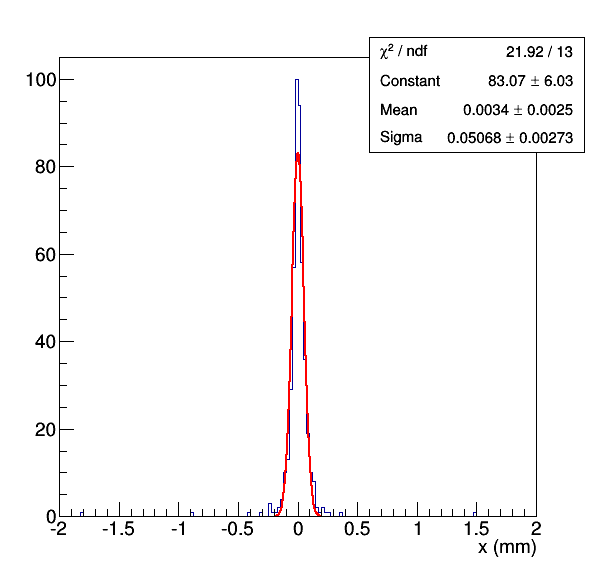 χ² / ndf 21.92 / 13
Constant 83.07 ± 6.03
Mean 0.0034 ± 0.0025
Sigma 0.05068 ± 0.00273
100
80
60
40
20
0
-2 -1.5 -1 -0.5 0 0.5 1 1.5 2
x (mm)